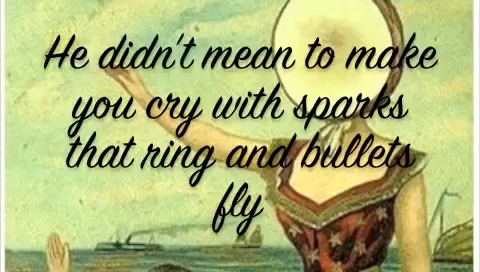 He didn't mean to make
you cry with sparks
that ring and bullets
fly